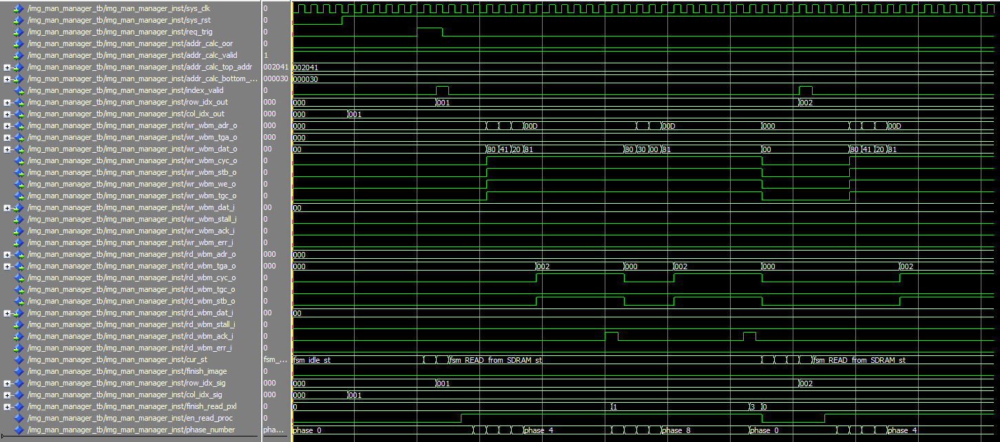 /img_man_manager_tb/img_man_manager_inst/sys_clk 0
/img_man_manager_tb/img_man_manager_inst/sys_rst 0
/img_man_manager_tb/img_man_manager_inst/req_trig 0
/img_man_manager_tb/img_man_manager_inst/addr_calc_oor 0
/img_man_manager_tb/img_man_manager_inst/addr_calc_valid 1
/img_man_manager_tb/img_man_manager_inst/addr_calc_top_addr 002041 002041
/img_man_manager_tb/img_man_manager_inst/addr_calc_bottom_... 000030 000030
/img_man_manager_tb/img_man_manager_inst/index_valid 0
/img_man_manager_tb/img_man_manager_inst/row_idx_out 000 000 001 002
/img_man_manager_tb/img_man_manager_inst/col_idx_out 000 000 001
/img_man_manager_tb/img_man_manager_inst/wr_wbm_adr_o 000 000 00D 00D 000 00D
/img_man_manager_tb/img_man_manager_inst/wr_wbm_tga_o 000 000
/img_man_manager_tb/img_man_manager_inst/wr_wbm_dat_o 00 00 80 41 20 81 80 30 00 81 00 80 41 20 81
/img_man_manager_tb/img_man_manager_inst/wr_wbm_cyc_o 0
/img_man_manager_tb/img_man_manager_inst/wr_wbm_stb_o 0
/img_man_manager_tb/img_man_manager_inst/wr_wbm_we_o 0
/img_man_manager_tb/img_man_manager_inst/wr_wbm_tgc_o 0
/img_man_manager_tb/img_man_manager_inst/wr_wbm_dat_i 00 00
/img_man_manager_tb/img_man_manager_inst/wr_wbm_stall_i 0
/img_man_manager_tb/img_man_manager_inst/wr_wbm_ack_i 0
/img_man_manager_tb/img_man_manager_inst/wr_wbm_err_i 0
/img_man_manager_tb/img_man_manager_inst/rd_wbm_adr_o 000 000
/img_man_manager_tb/img_man_manager_inst/rd_wbm_tga_o 000 000 002 000 002 000 002
/img_man_manager_tb/img_man_manager_inst/rd_wbm_cyc_o 0
/img_man_manager_tb/img_man_manager_inst/rd_wbm_tgc_o 0
/img_man_manager_tb/img_man_manager_inst/rd_wbm_stb_o 0
/img_man_manager_tb/img_man_manager_inst/rd_wbm_dat_i 00 00
/img_man_manager_tb/img_man_manager_inst/rd_wbm_stall_i 0
/img_man_manager_tb/img_man_manager_inst/rd_wbm_ack_i 0
/img_man_manager_tb/img_man_manager_inst/rd_wbm_err_i 0
/img_man_manager_tb/img_man_manager_inst/cur_st fsm_... fsm_idle_st fsm_READ_from_SDRAM_st fsm_READ_from_SDRAM_st
/img_man_manager_tb/img_man_manager_inst/finish_image 0
/img_man_manager_tb/img_man_manager_inst/row_idx_sig 000 000 001 002
/img_man_manager_tb/img_man_manager_inst/col_idx_sig 000 000 001
/img_man_manager_tb/img_man_manager_inst/finish_read_pxl 0 0 1 3 0
/img_man_manager_tb/img_man_manager_inst/en_read_proc 0
/img_man_manager_tb/img_man_manager_inst/phase_number pha... phase_0 phase_4 phase_8 phase_0 phase_4